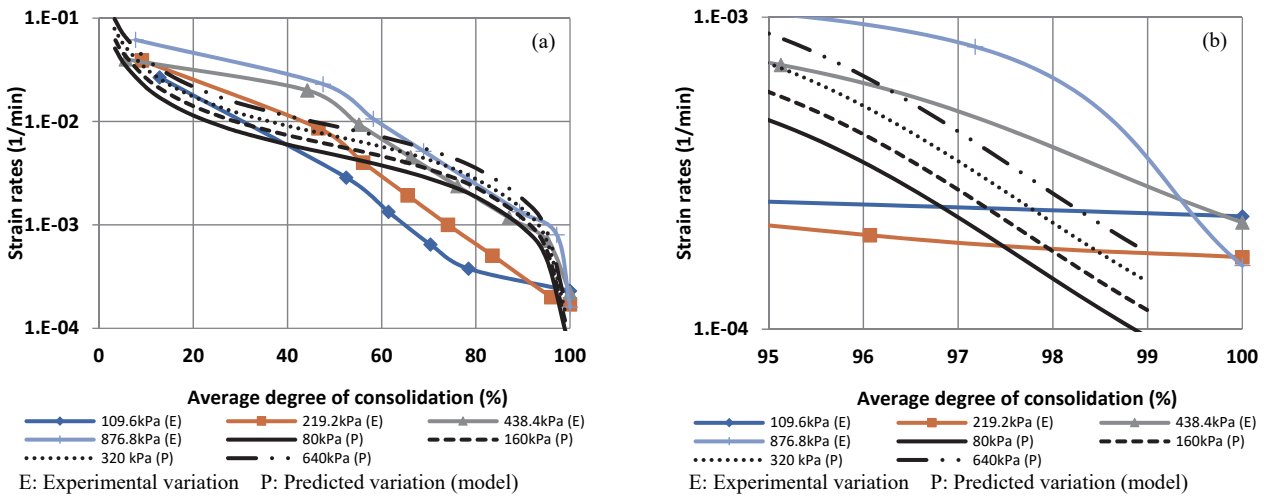 (a)
Strain rates (1/min)
1.E-01
1.E-02
1.E-03
1.E-04
0 20 40 60 80 100
Average degree of consolidation (%)
109.6kPa (E) 219.2kPa (E) 438.4kPa (E)
876.8kPa (E) 80kPa (P) 160kPa (P)
320 kPa (P) 640kPa (P)
E: Experimental variation P: Predicted variation (model)
(b)
Strain rates (1/min)
1.E-03
1.E-04
95 96 97 98 99 100
Average degree of consolidation (%)
109.6kPa (E) 219.2kPa (E) 438.4kPa (E)
876.8kPa (E) 80kPa (P) 160kPa (P)
320 kPa (P) 640kPa (P)
E: Experimental variation P: Predicted variation (model)